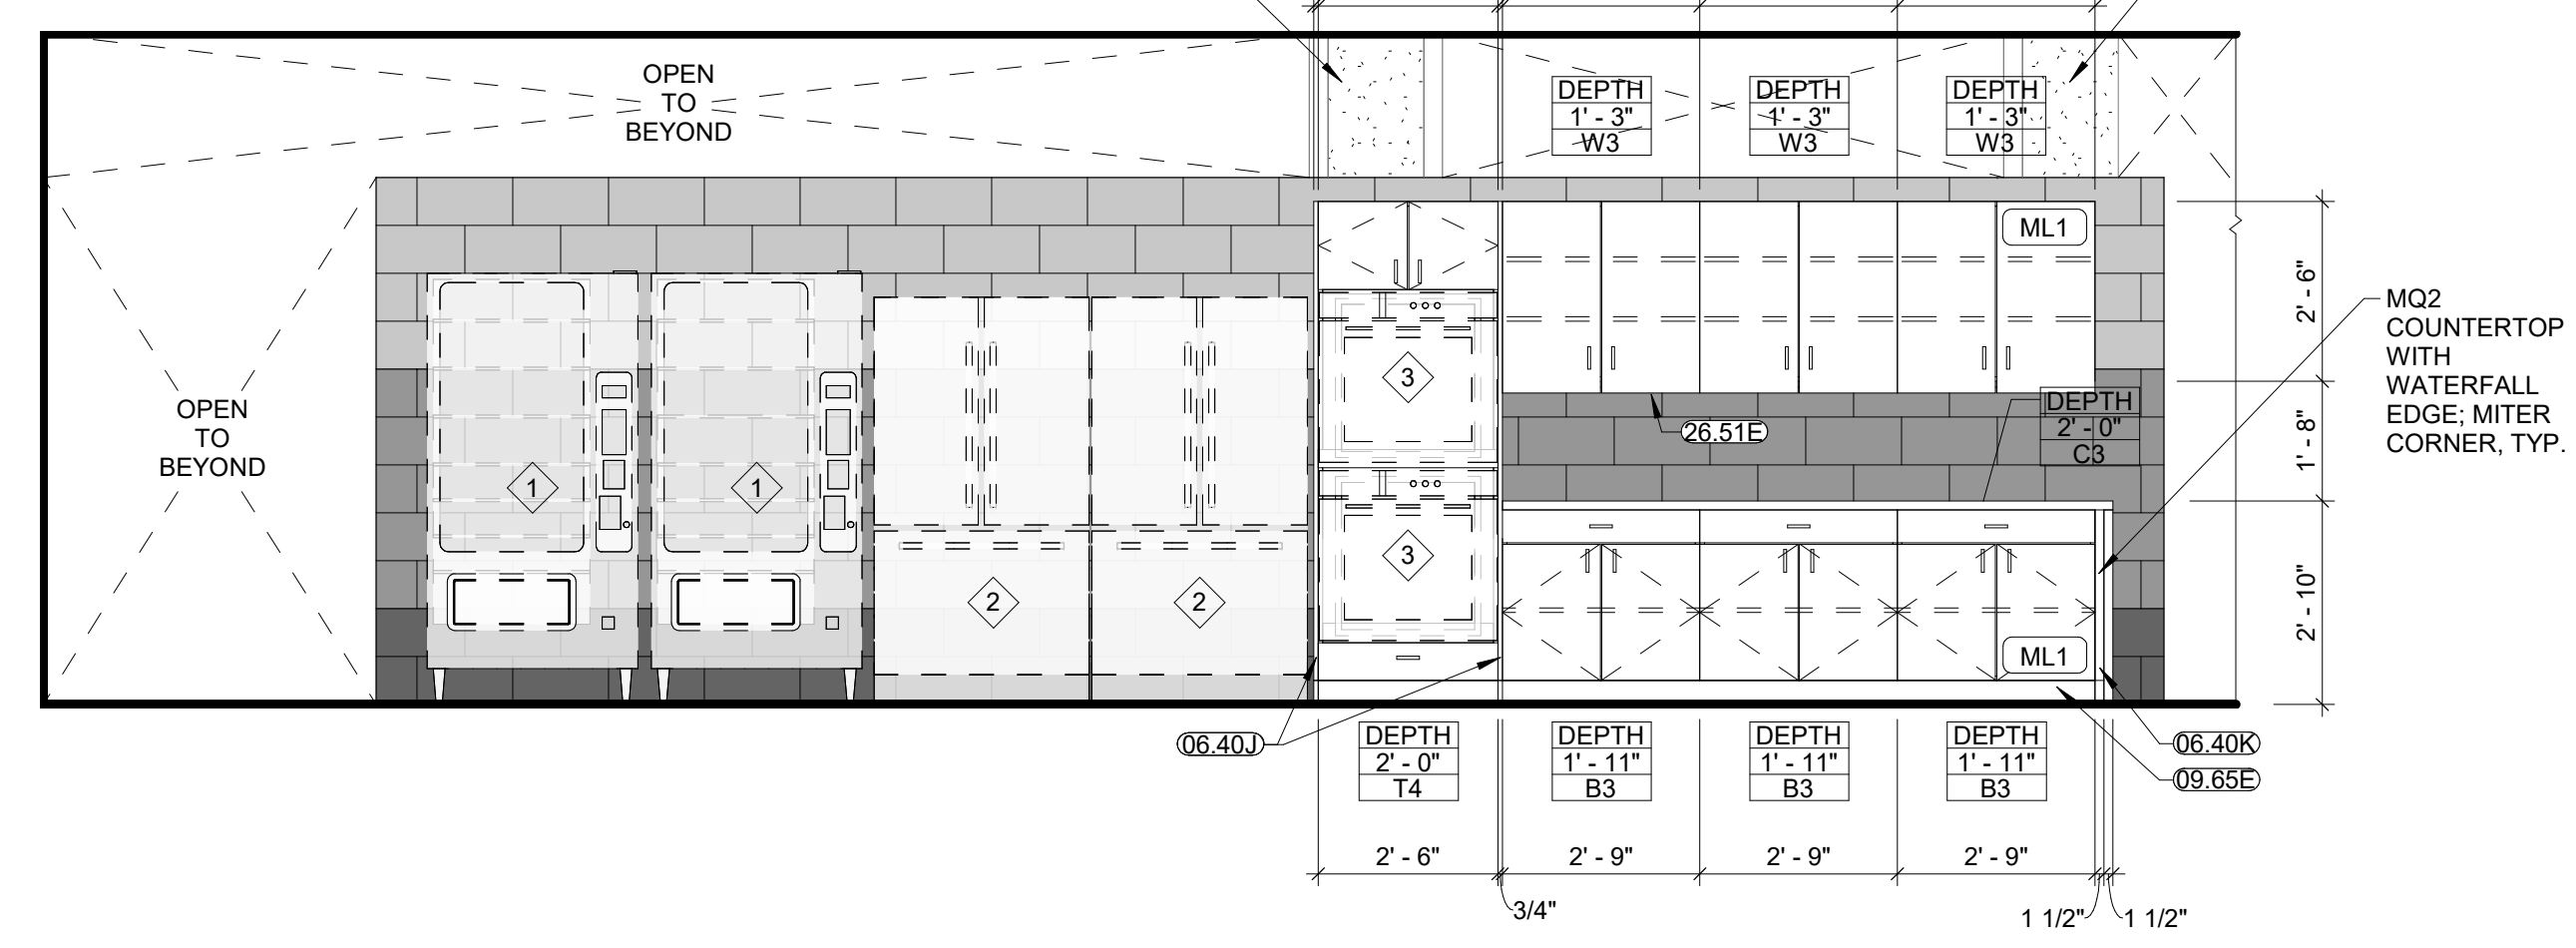 OPEN
TO
BEYOND
DEPTH
1' - 3"
W3
DEPTH
1' - 3"
W3
DEPTH
1' - 3"
W3
ML1
2' - 6"
MQ2
COUNTERTOP
WITH
WATERFALL
EDGE; MITER
CORNER, TYP.
OPEN
TO
BEYOND
3
26.51E
DEPTH
2' - 0"
C3
1' - 8"
1
1
3
2
2
2' - 10"
ML1
06.40J
DEPTH
2' - 0"
T4
DEPTH
1' - 11"
B3
DEPTH
1' - 11"
B3
DEPTH
1' - 11"
B3
06.40K
09.65E
2' - 6"
2' - 9"
2' - 9"
2' - 9"
3/4"
1 1/2"
1 1/2"